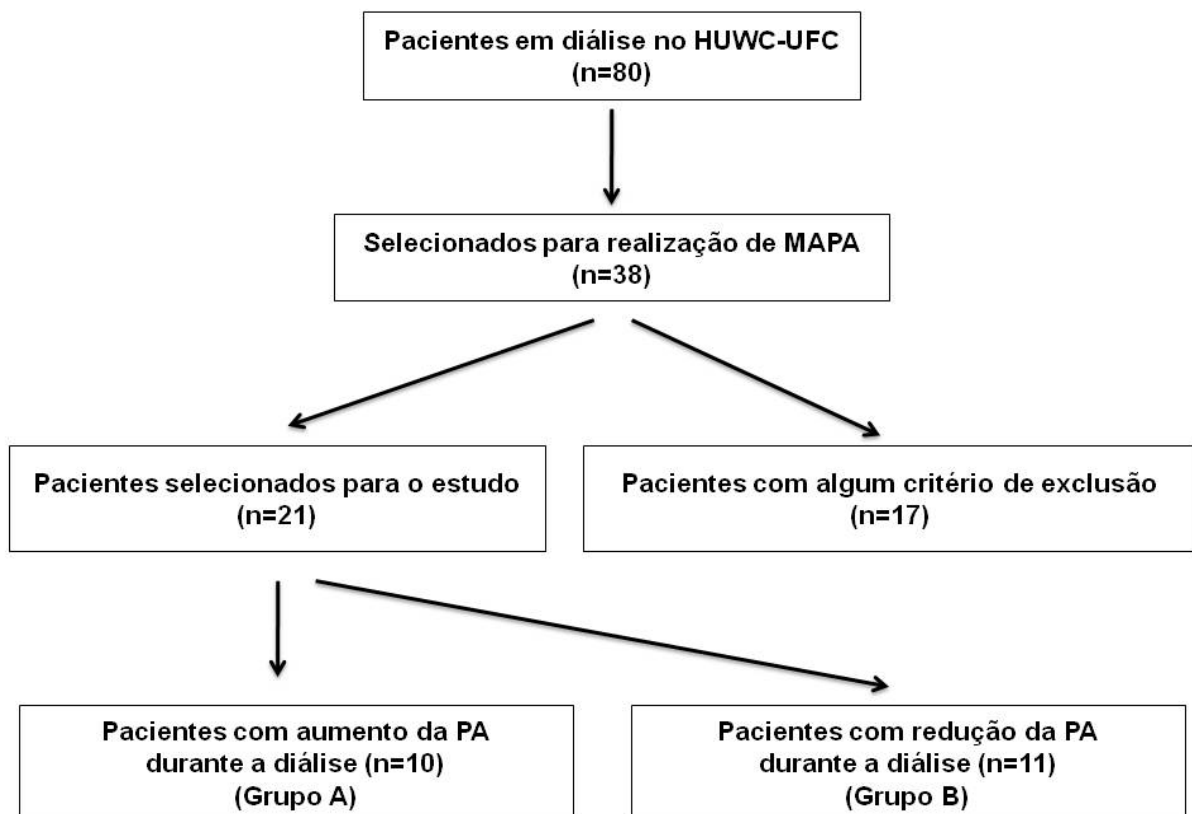 Pacientes em diálise no HUWC-UFC
(n=80)
Selecionados para realização de MAPA
(n=38)
Pacientes selecionados para o estudo
(n=21)
Pacientes com algum critério de exclusão
(n=17)
Pacientes com aumento da PA
durante a diálise (n=10)
(Grupo A)
Pacientes com redução da PA
durante a diálise (n=11)
(Grupo B)